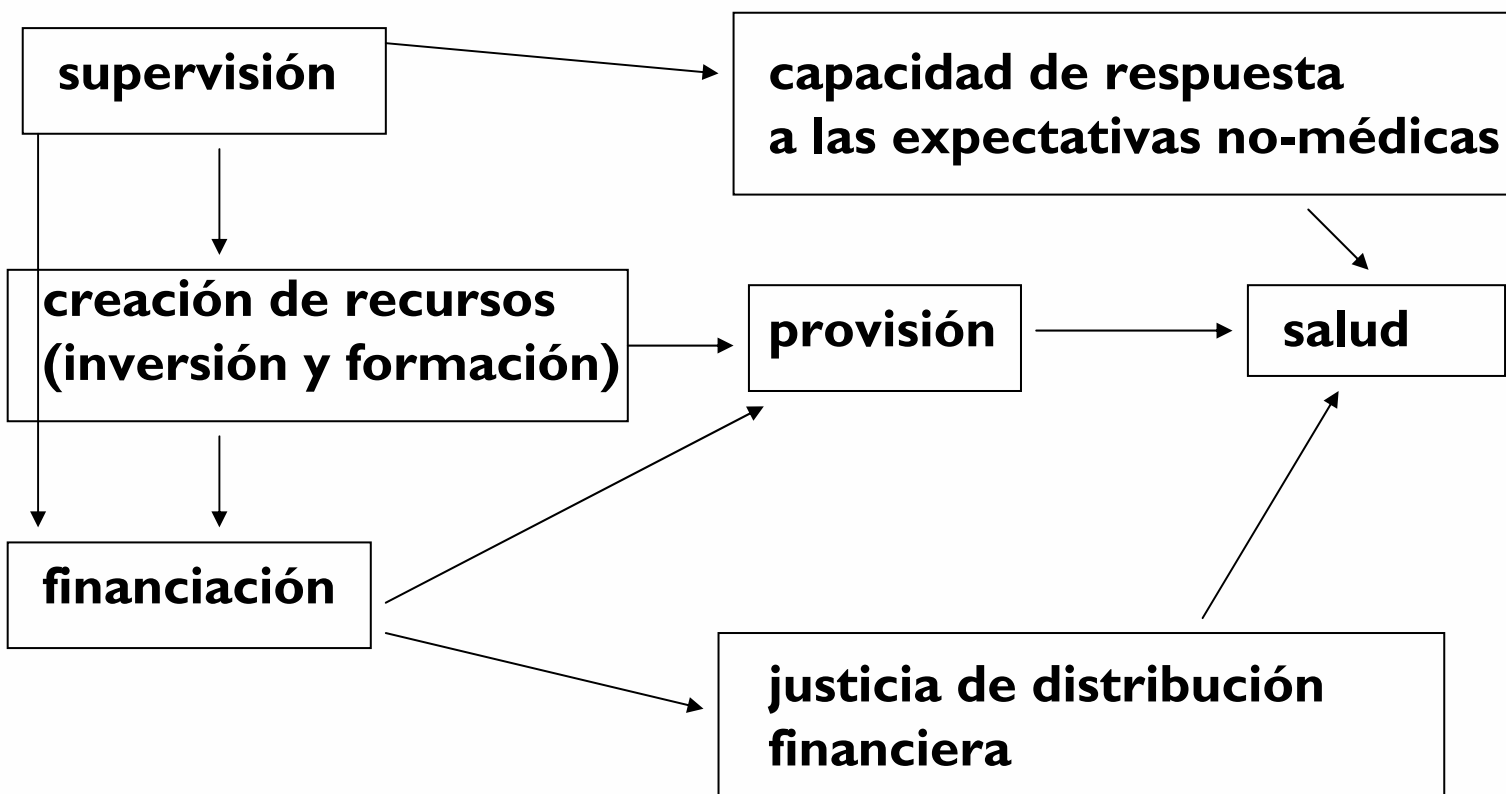 supervisión
capacidad de respuesta
a las expectativas no-médicas
creación de recursos
(inversión y formación)
provisión
salud
financiación
justicia de distribución
financiera